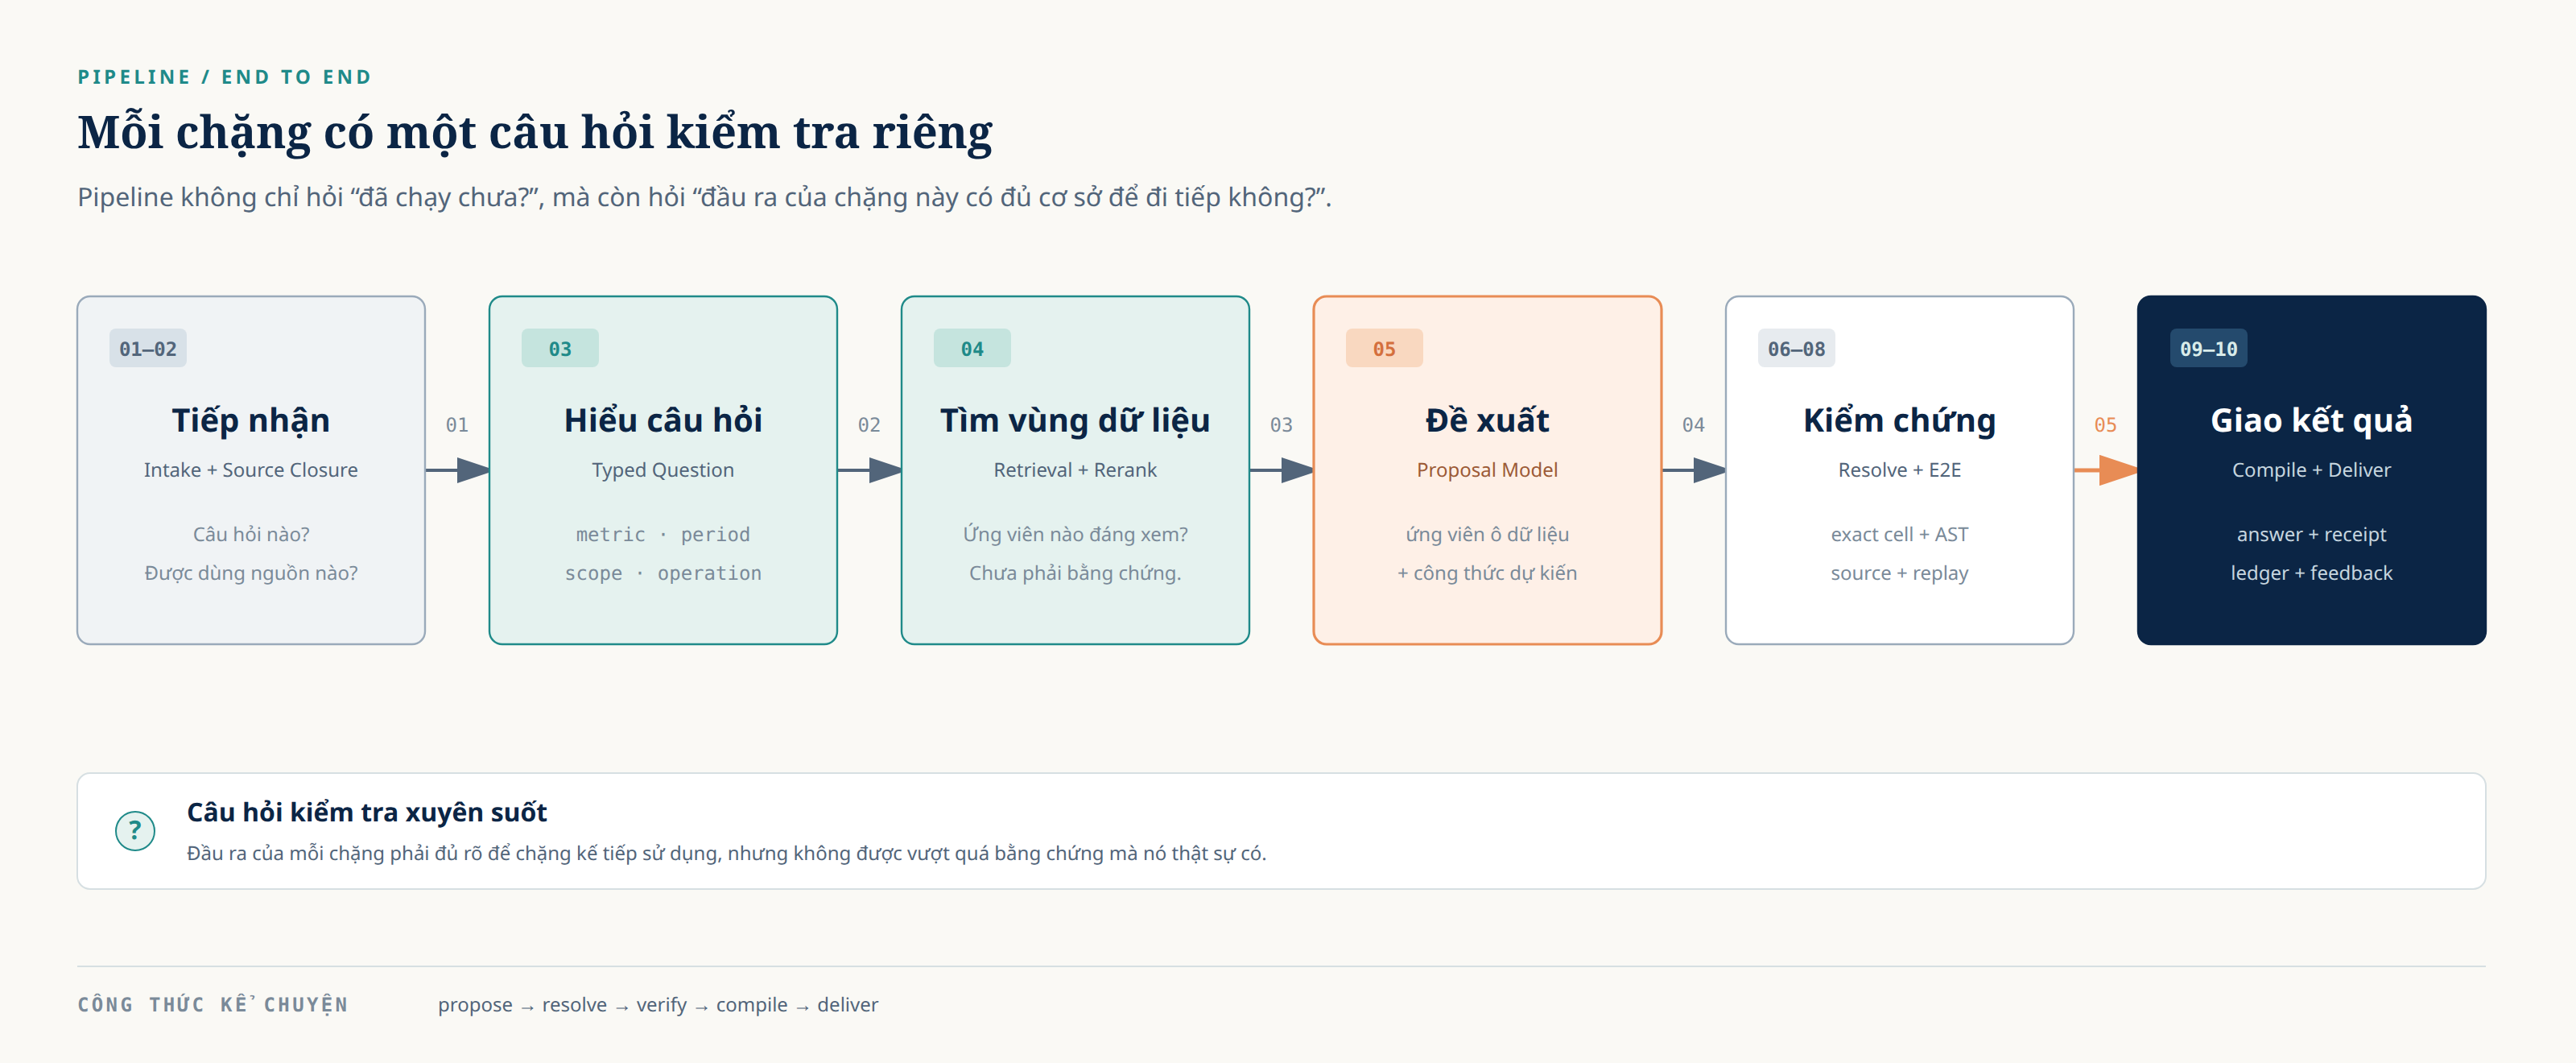 PIPELINE / END TO END
Mỗi chặng có một câu hỏi kiểm tra riêng
Pipeline không chỉ hỏi “đã chạy chưa?”, mà còn hỏi “đầu ra của chặng này có đủ cơ sở để đi tiếp không?”.
01–02
Tiếp nhận
Intake + Source Closure
Câu hỏi nào?
Được dùng nguồn nào?
01
03
Hiểu câu hỏi
Typed Question
metric · period
scope · operation
02
04
Tìm vùng dữ liệu
Retrieval + Rerank
Ứng viên nào đáng xem?
Chưa phải bằng chứng.
03
05
Đề xuất
Proposal Model
ứng viên ô dữ liệu
+ công thức dự kiến
04
06–08
Kiểm chứng
Resolve + E2E
exact cell + AST
source + replay
05
09–10
Giao kết quả
Compile + Deliver
answer + receipt
ledger + feedback
?
Câu hỏi kiểm tra xuyên suốt
Đầu ra của mỗi chặng phải đủ rõ để chặng kế tiếp sử dụng, nhưng không được vượt quá bằng chứng mà nó thật sự có.
CÔNG THỨC KỂ CHUYỆN
propose → resolve → verify → compile → deliver